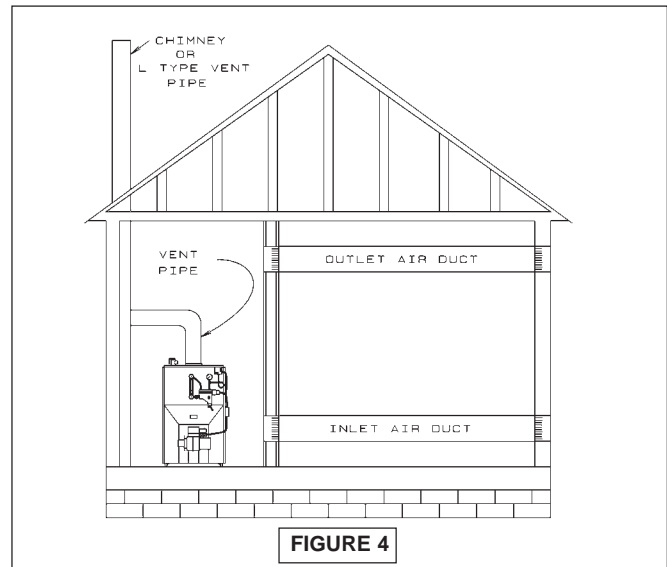 CHIMNEY
OR
L TYPE VENT
PIPE
VENT
PIPE
OUTLET AIR DUCT
INLET AIR DUCT
FIGURE 4